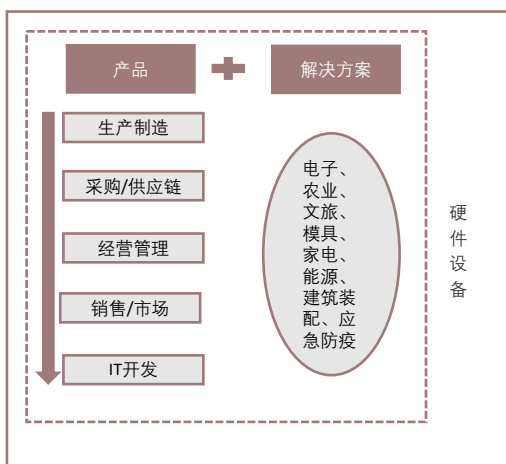 产品
解决方案
生产制造
采购/供应链
经营管理
销售/市场
IT开发
电子、
农业、
文旅、
模具、
家电、
能源、
建筑装
配、应
急防疫
硬
件
设
备